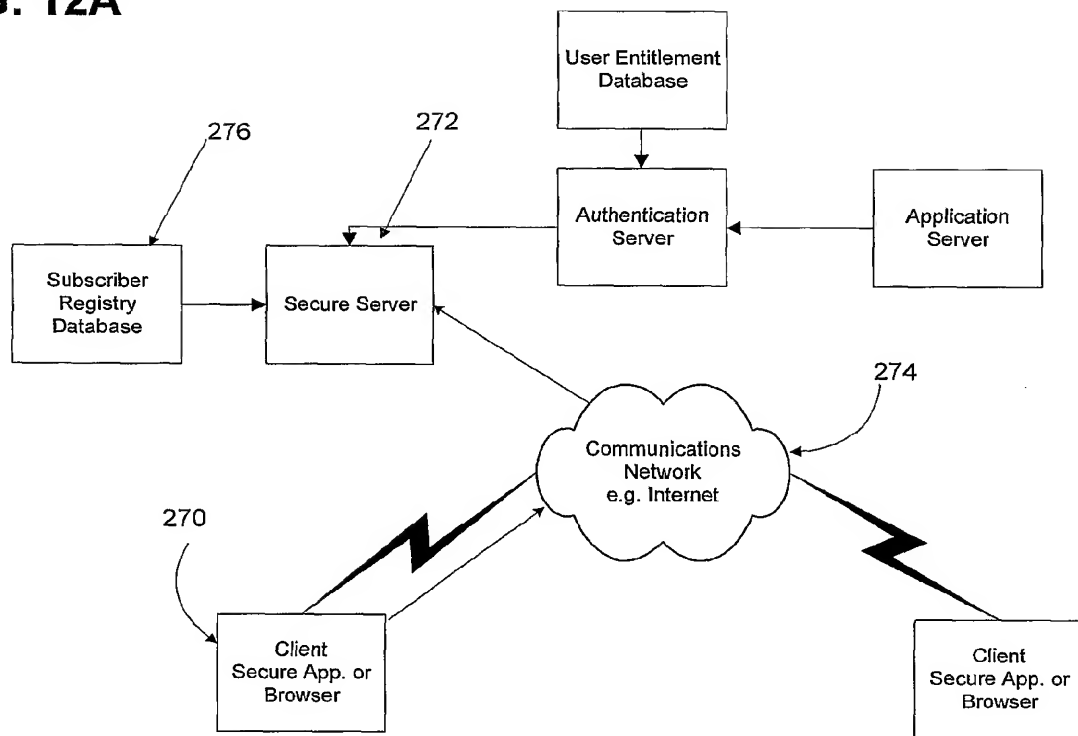 12A
User Entitlement
Database
276
272
Authentication
Server
Application
Server
Subscriber
Registry
Database
Secure Server
274
Communications
Network
e.g. Internet
270
Client
Secure App. or
Browser
Client
Secure App. or
Browser